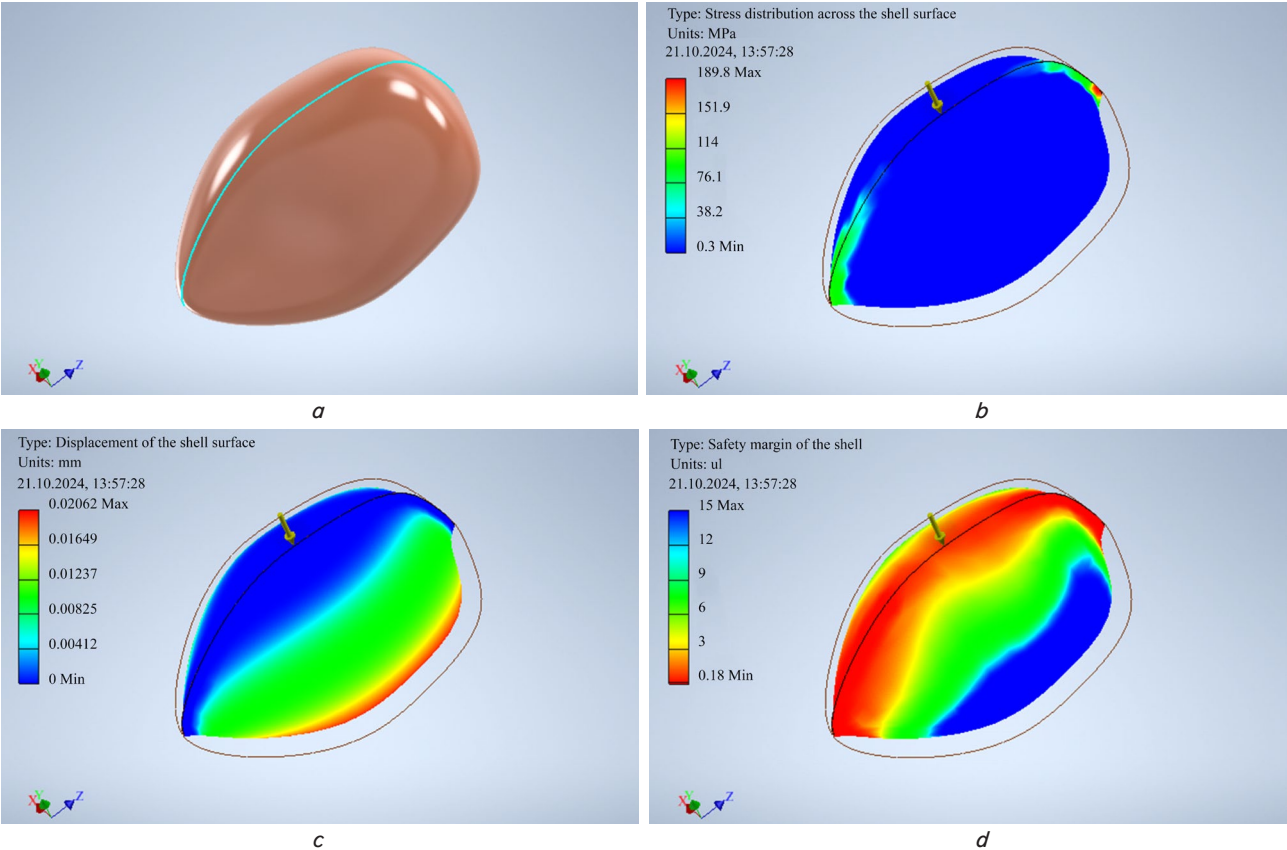 X
Y
Z
a
Type: Stress distribution across the shell surface
Units: MPa
21.10.2024, 13:57:28
189.8 Max
151.9
114
76.1
38.2
0.3 Min
X
Y
Z
b
Type: Displacement of the shell surface
Units: mm
21.10.2024, 13:57:28
0.02062 Max
0.01649
0.01237
0.00825
0.00412
0 Min
X
Y
Z
c
Type: Safety margin of the shell
Units: ul
21.10.2024, 13:57:28
15 Max
12
9
6
3
0.18 Min
X
Y
Z
d